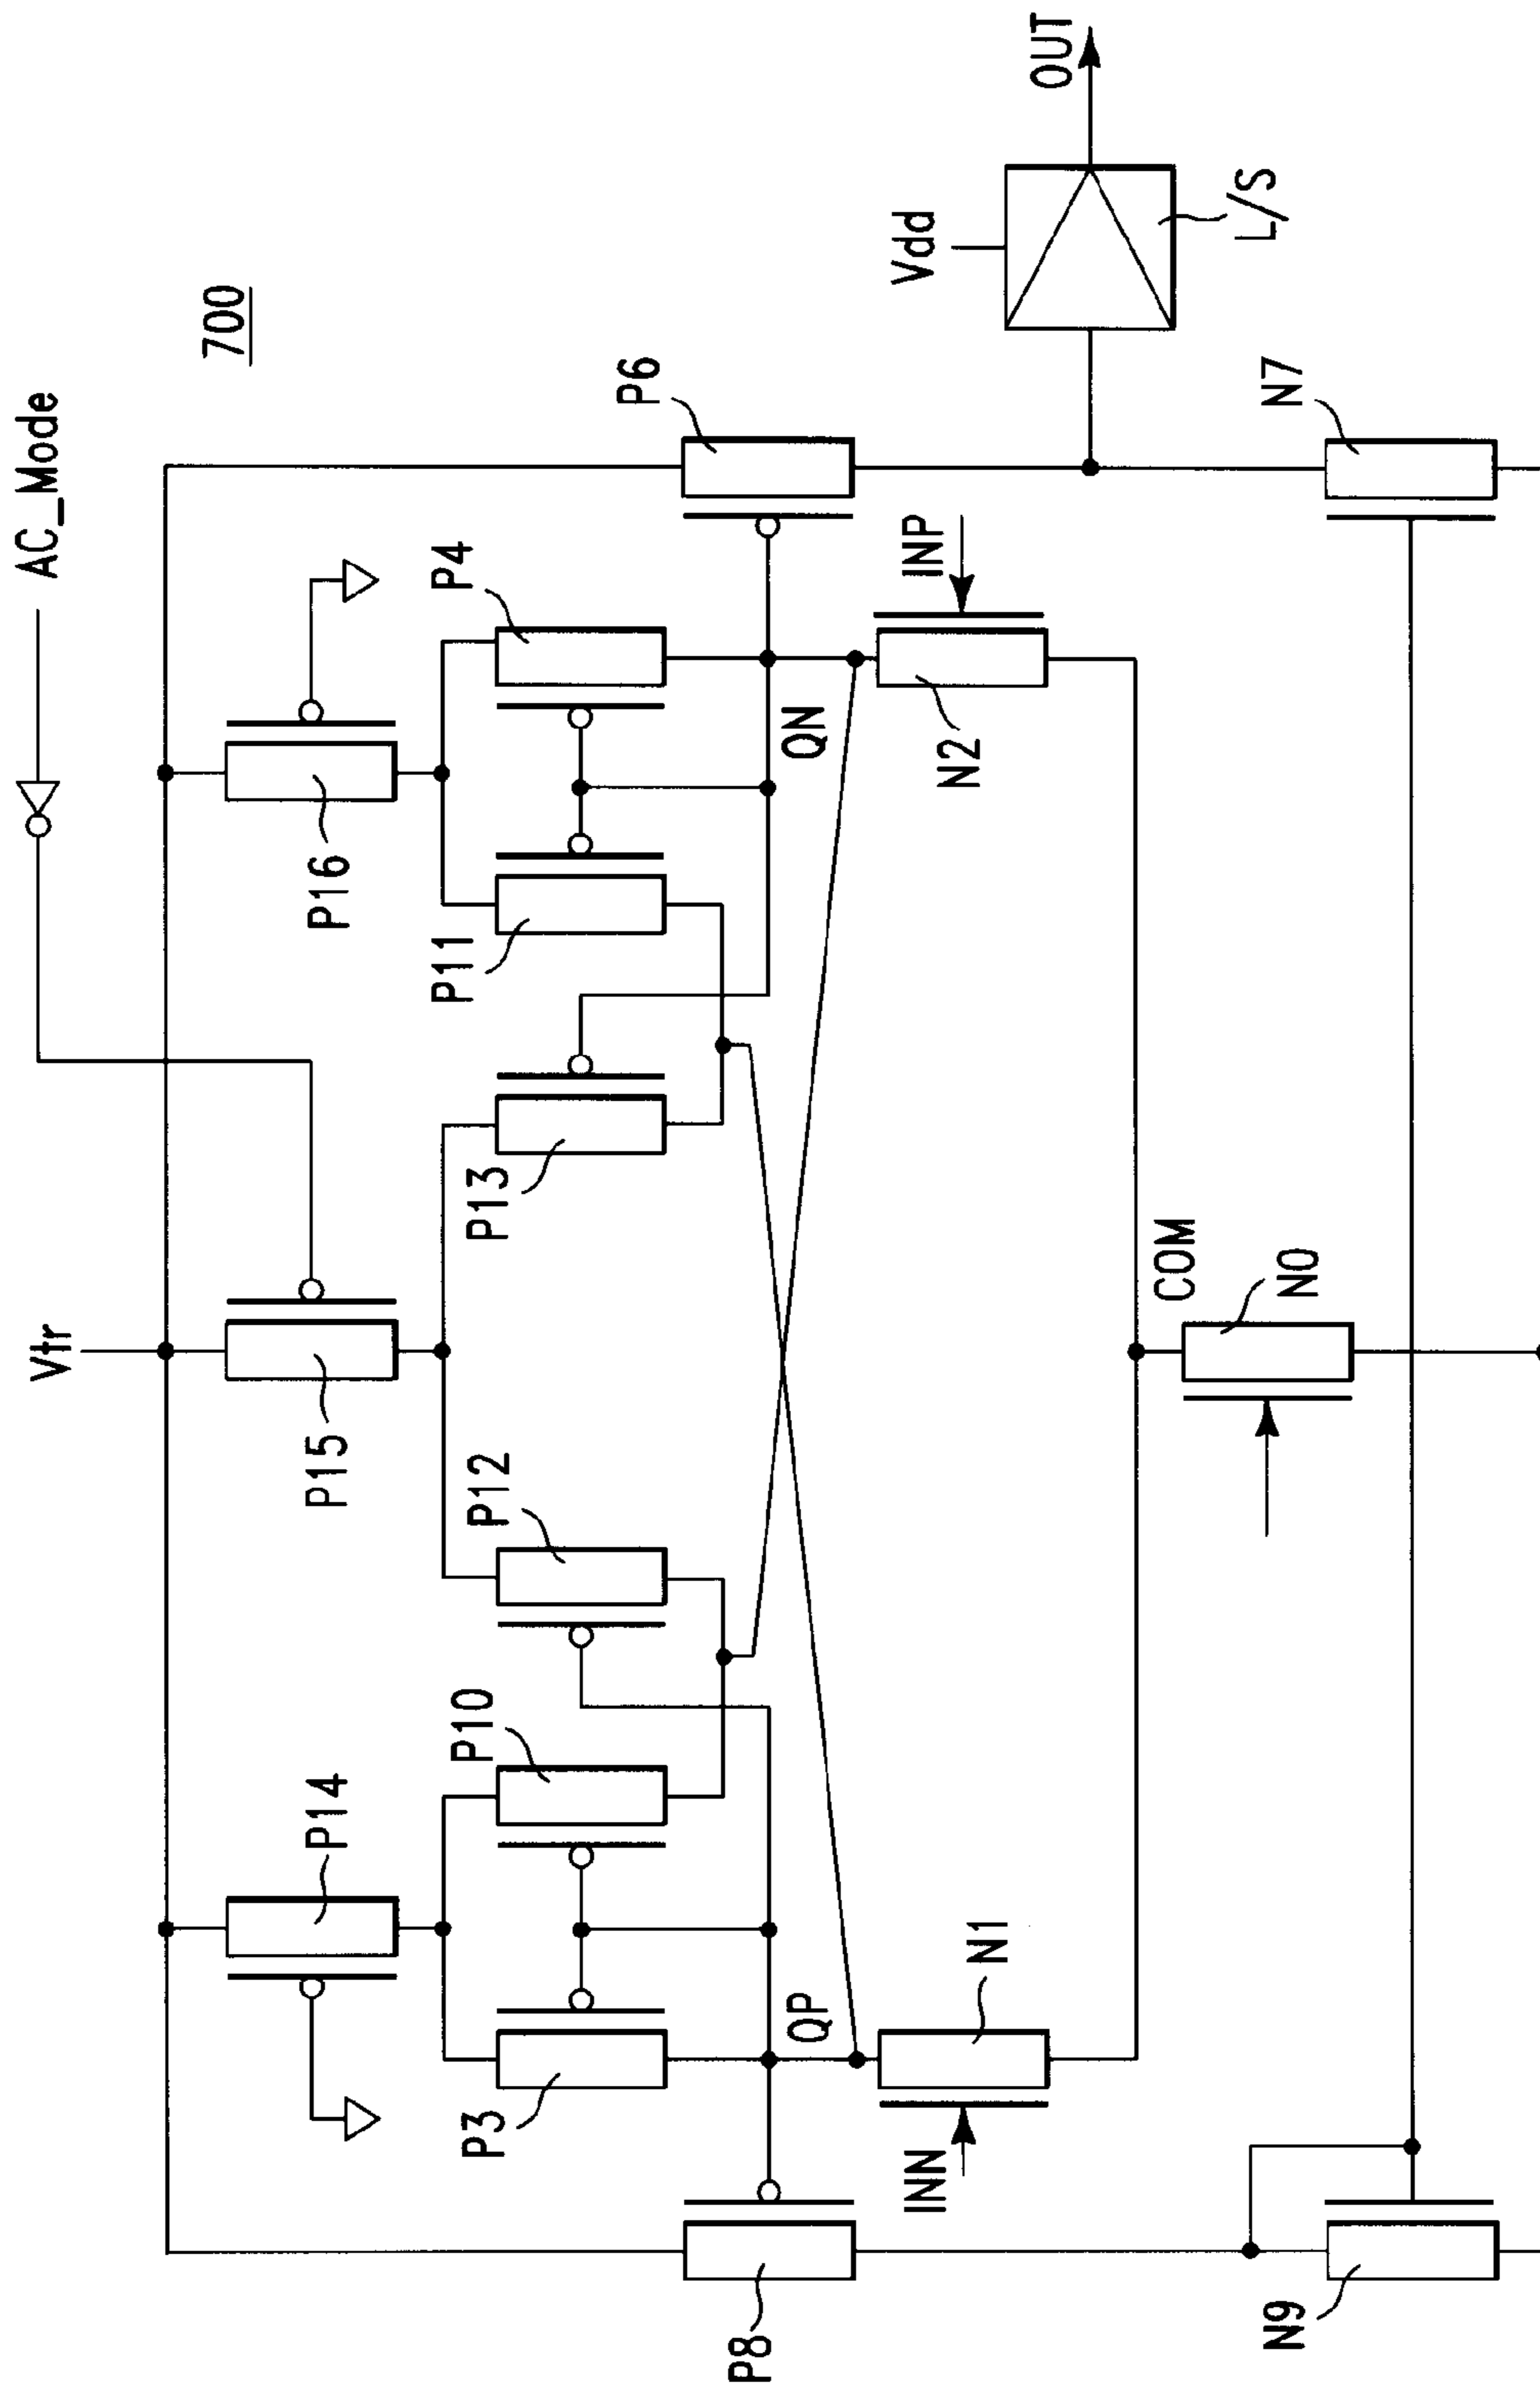 700
AC_Mode
Vtr
P14
P15
P16
P3
P10
P12
P13
P11
P4
P8
QP
QN
P6
INN
N1
N2
INP
Vdd
OUT
L/S
COM
N0
N9
N7